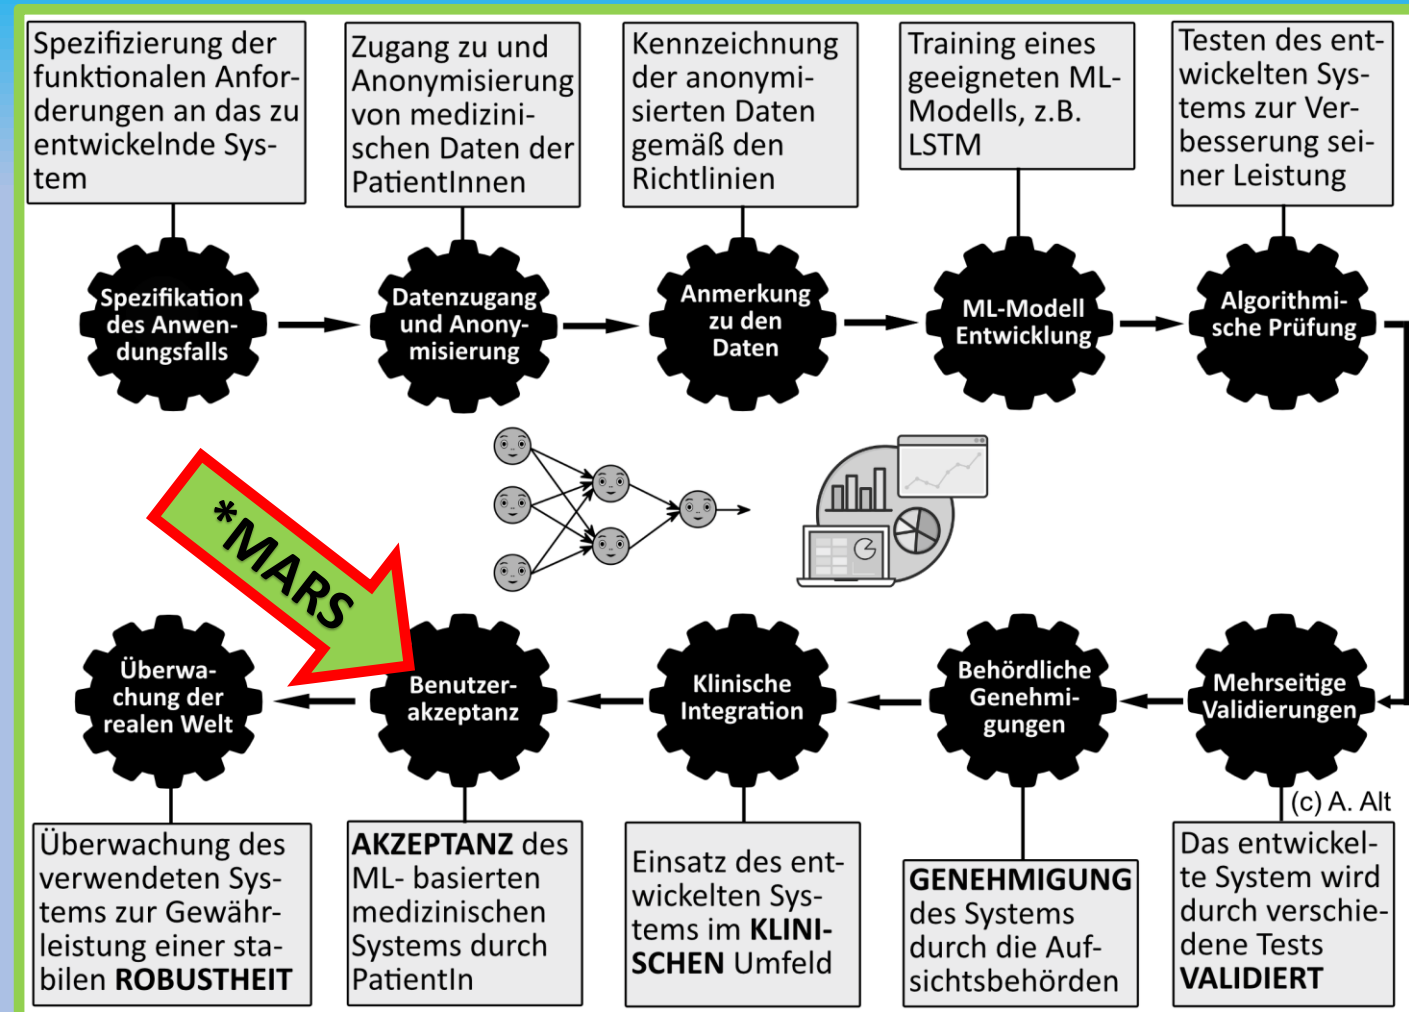 Spezifizierung der
funktionalen Anfor-
derungen an das zu
entwickelnde Sys-
tem
Zugang zu und
Anonymisierung
von medizini-
schen Daten der
PatientInnen
Kennzeichnung
der anonymi-
sierten Daten
gemäß den
Richtlinien
Training eines
geeigneten ML-
Modells, z.B.
LSTM
Testen des ent-
wickelten Sys-
tems zur Ver-
besserung sei-
ner Leistung
Spezifikation
des Anwen-
dungsfalls
Datenzugang
und Anony-
misierung
Anmerkung
zu den
Daten
ML-Modell
Entwicklung
Algorithmi-
sche Prüfung
*MARS
Überwa-
chung der
realen Welt
Benutzer-
akzeptanz
Klinische
Integration
Behördliche
Genehmi-
gungen
Mehrseitige
Validierungen
(c) A. Alt
Überwachung des
verwendeten Sys-
tems zur Gewähr-
leistung einer sta-
bilen ROBUSTHEIT
AKZEPTANZ des
ML- basierten
medizinischen
Systems durch
PatientIn
Einsatz des ent-
wickelten Sys-
tems im KLINI-
SCHEN Umfeld
GENEHMIGUNG
des Systems
durch die Auf-
sichtsbehörden
Das entwickel-
te System wird
durch verschie-
dene Tests
VALIDIERT